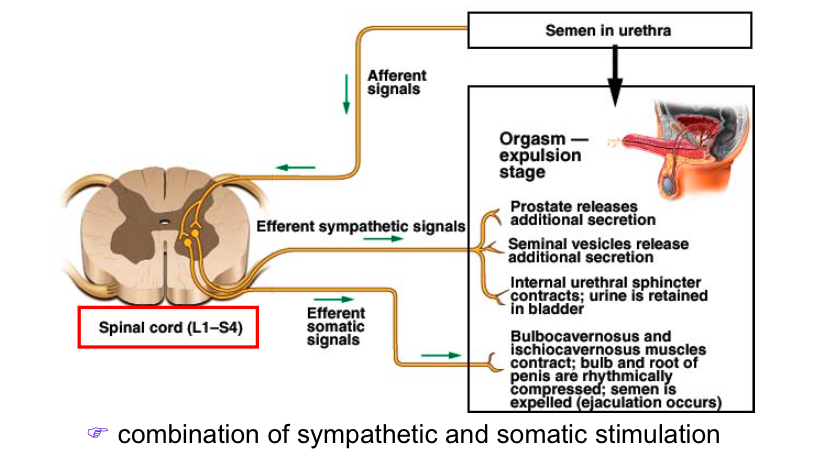 Semen in urethra
Afferent
signals
Orgasm —
expulsion
stage
Prostate releases
additional secretion
Efferent sympathetic signals
Seminal vesicles release
additional secretion
Internal urethral sphincter
contracts; urine is retained
in bladder
Spinal cord (L1–S4)
Efferent
somatic
signals
Bulbocavernosus and
ischiocavernosus muscles
contract; bulb and root of
penis are rhythmically
compressed; semen is
expelled (ejaculation occurs)
☞ combination of sympathetic and somatic stimulation